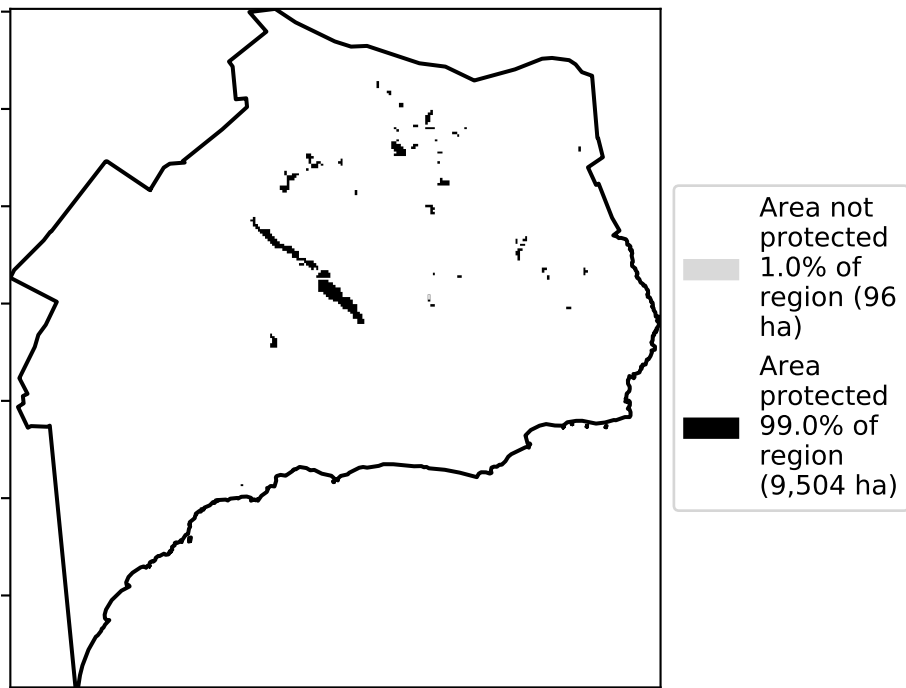 Area not
protected
1.0% of
region (96
ha)
Area
protected
99.0% of
region
(9,504 ha)